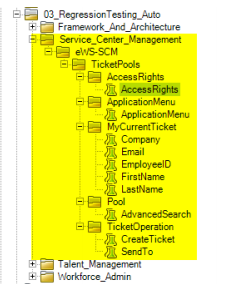 03_RegressionTesting_Auto
Framework_And_Architecture
Service_Center_Management
eWS-SCM
TicketPools
AccessRights
AccessRights
ApplicationMenu
ApplicationMenu
MyCurrentTicket
Company
Email
EmployeeID
FirstName
LastName
Pool
AdvancedSearch
TicketOperation
CreateTicket
SendTo
Talent_Management
Workforce_Admin